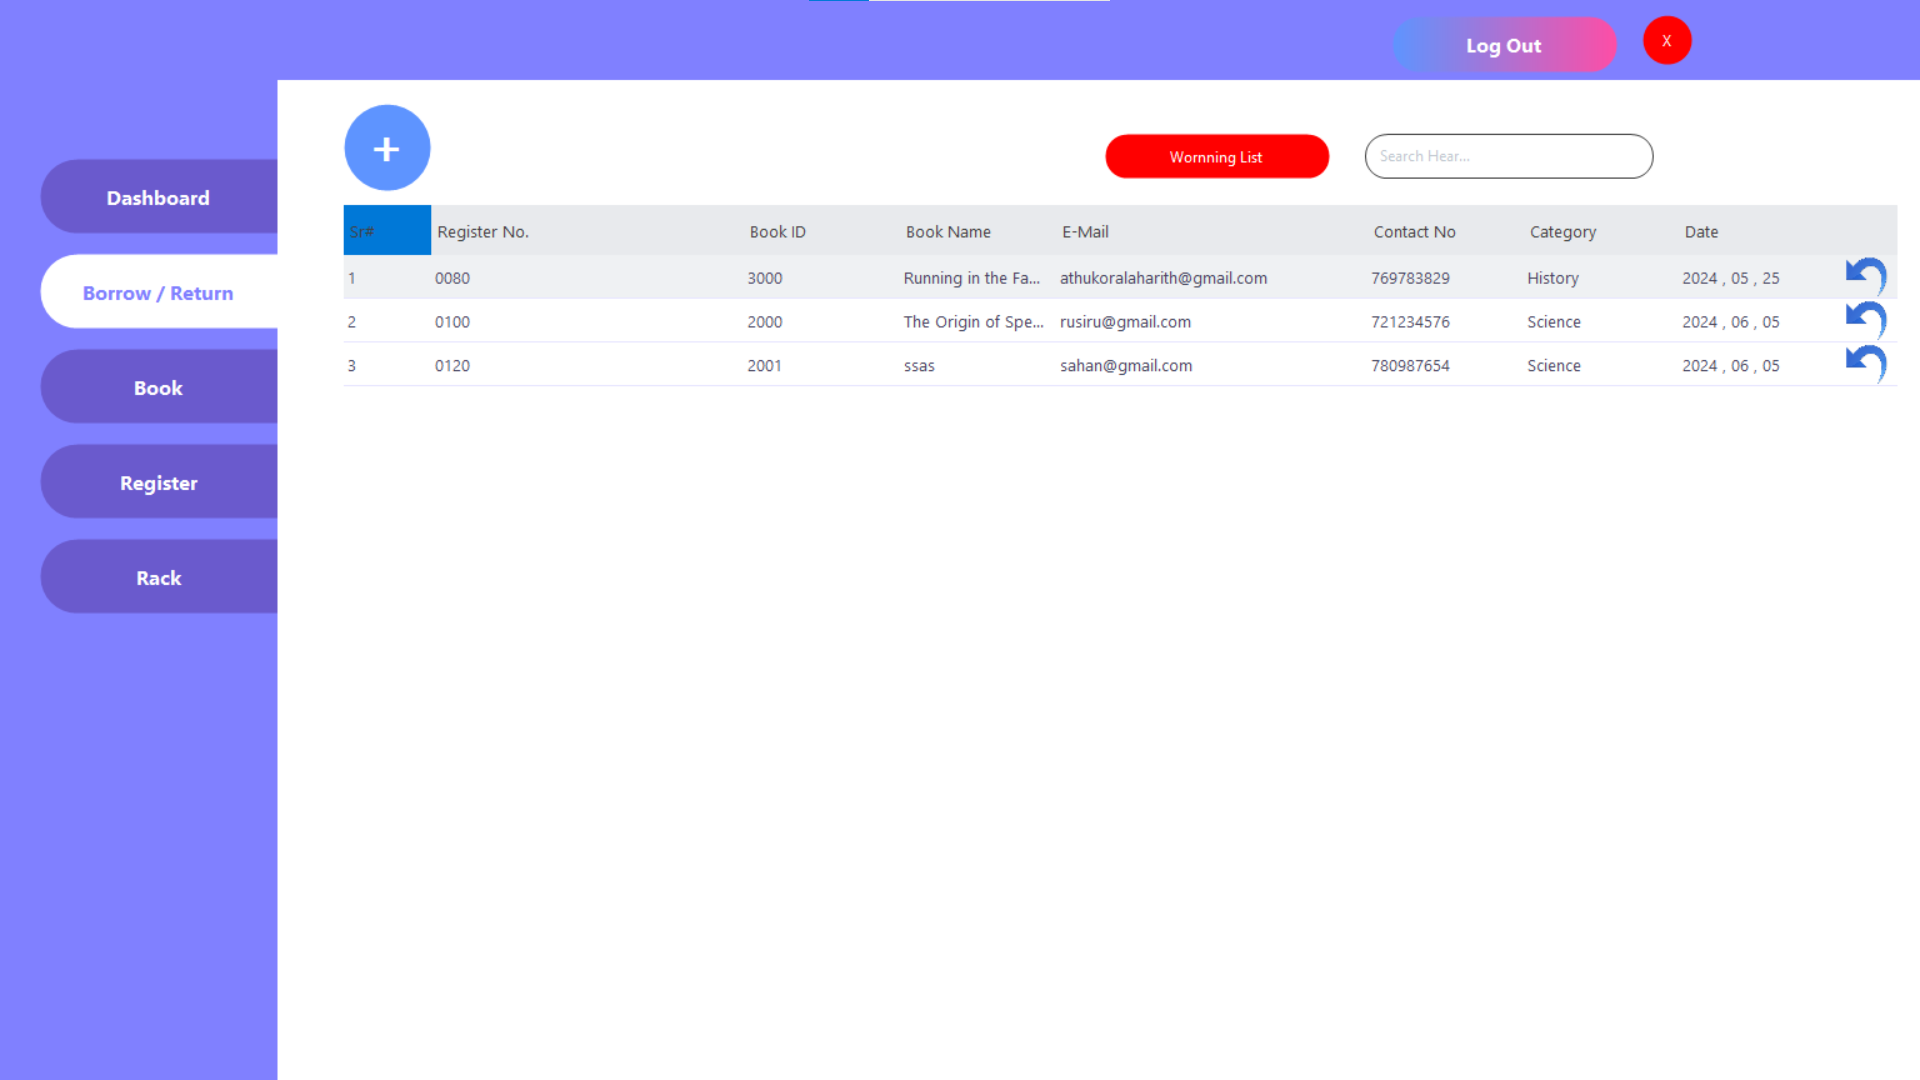 Log Out X
+
Wornning List Search Hear...
Dashboard
Borrow / Return
Book
Register
Rack
Sr# Register No. Book ID Book Name E-Mail Contact No Category Date
1 0080 3000 Running in the Fa... athukoralaharith@gmail.com 769783829 History 2024 , 05 , 25
2 0100 2000 The Origin of Spe... rusiru@gmail.com 721234576 Science 2024 , 06 , 05
3 0120 2001 ssas sahan@gmail.com 780987654 Science 2024 , 06 , 05